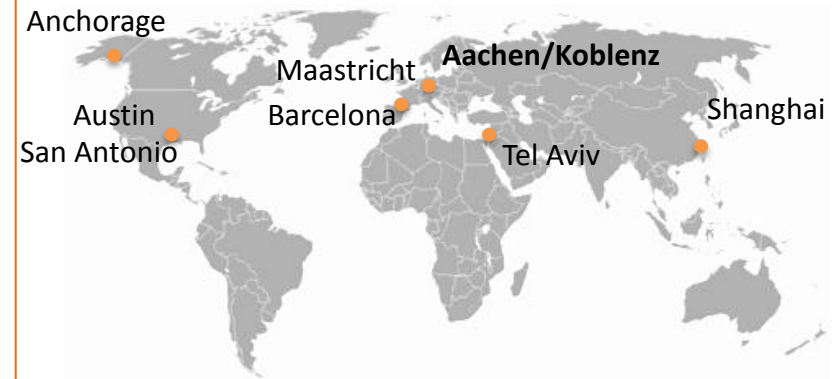 Anchorage
Aachen/Koblenz
Maastricht
Austin
Barcelona
Shanghai
San Antonio
Tel Aviv